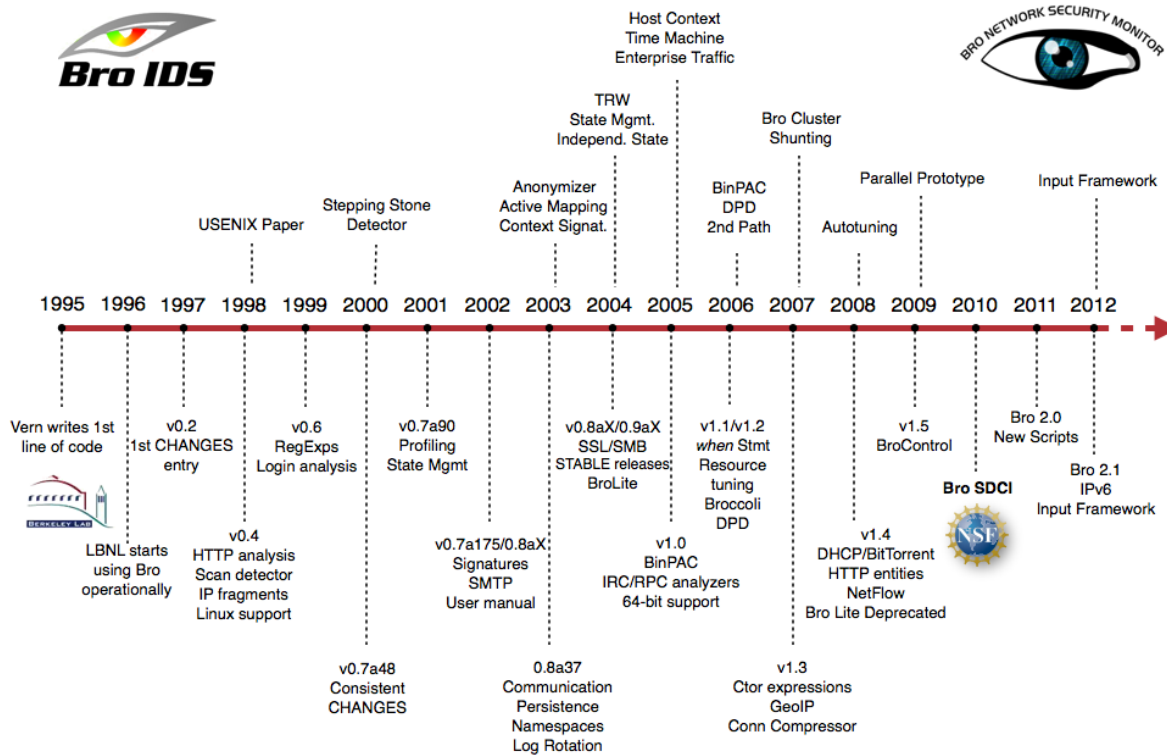 Bro IDS
BRO NETWORK SECURITY MONITOR
Host Context
Time Machine
Enterprise Traffic
TRW
State Mgmt.
Independ. State
Bro Cluster
Shunting
Anonymizer
Active Mapping
Context Signat.
BinPAC
DPD
2nd Path
Parallel Prototype
Input Framework
USENIX Paper
Stepping Stone
Detector
Autotuning
1995 1996 1997 1998 1999 2000 2001 2002 2003 2004 2005 2006 2007 2008 2009 2010 2011 2012
Vern writes 1st
line of code
BERKELEY LAB
LBNL starts
using Bro
operationally
v0.2
1st CHANGES
entry
v0.4
HTTP analysis
Scan detector
IP fragments
Linux support
v0.6
RegExps
Login analysis
v0.7a48
Consistent
CHANGES
v0.7a90
Profiling
State Mgmt
v0.7a175/0.8aX
Signatures
SMTP
User manual
0.8a37
Communication
Persistence
Namespaces
Log Rotation
v0.8aX/0.9aX
SSL/SMB
STABLE releases
BroLite
v1.0
BinPAC
IRC/RPC analyzers
64-bit support
v1.1/v1.2
when Stmt
Resource
tuning
Broccoli
DPD
v1.3
Ctor expressions
GeoIP
Conn Compressor
v1.4
DHCP/BitTorrent
HTTP entities
NetFlow
Bro Lite Deprecated
v1.5
BroControl
Bro SDCI
NSF
Bro 2.0
New Scripts
Bro 2.1
IPv6
Input Framework